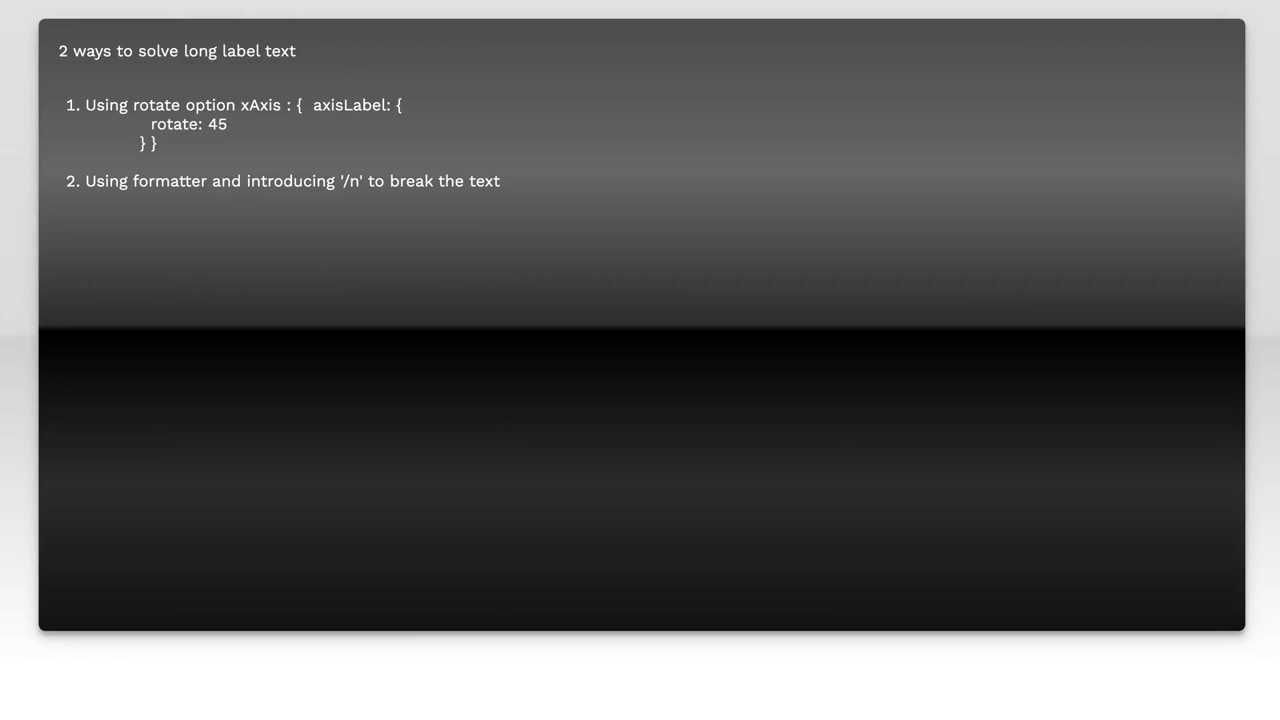 2 ways to solve long label text
1. Using rotate option xAxis : {  axisLabel: {
rotate: 45
} }
2. Using formatter and introducing '/n' to break the text